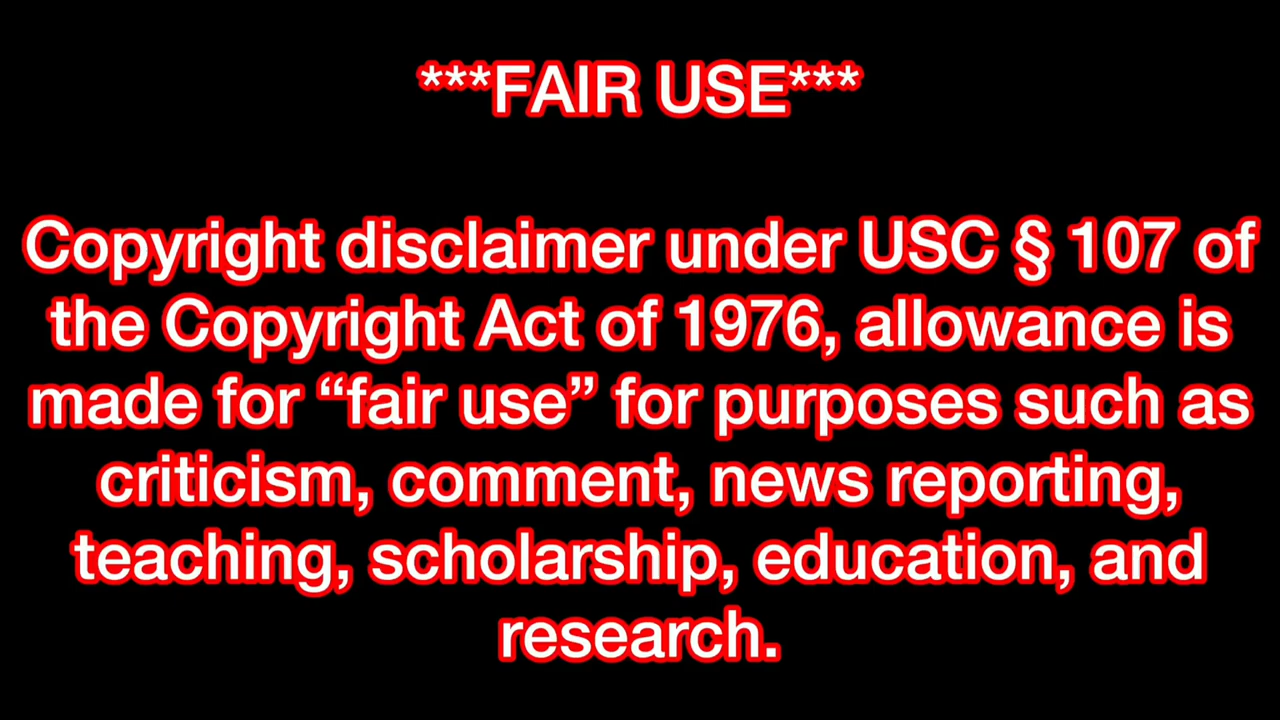 ***FAIR USE***
Copyright disclaimer under USC § 107 of
the Copyright Act of 1976, allowance is
made for “fair use” for purposes such as
criticism, comment, news reporting,
teaching, scholarship, education, and
research.